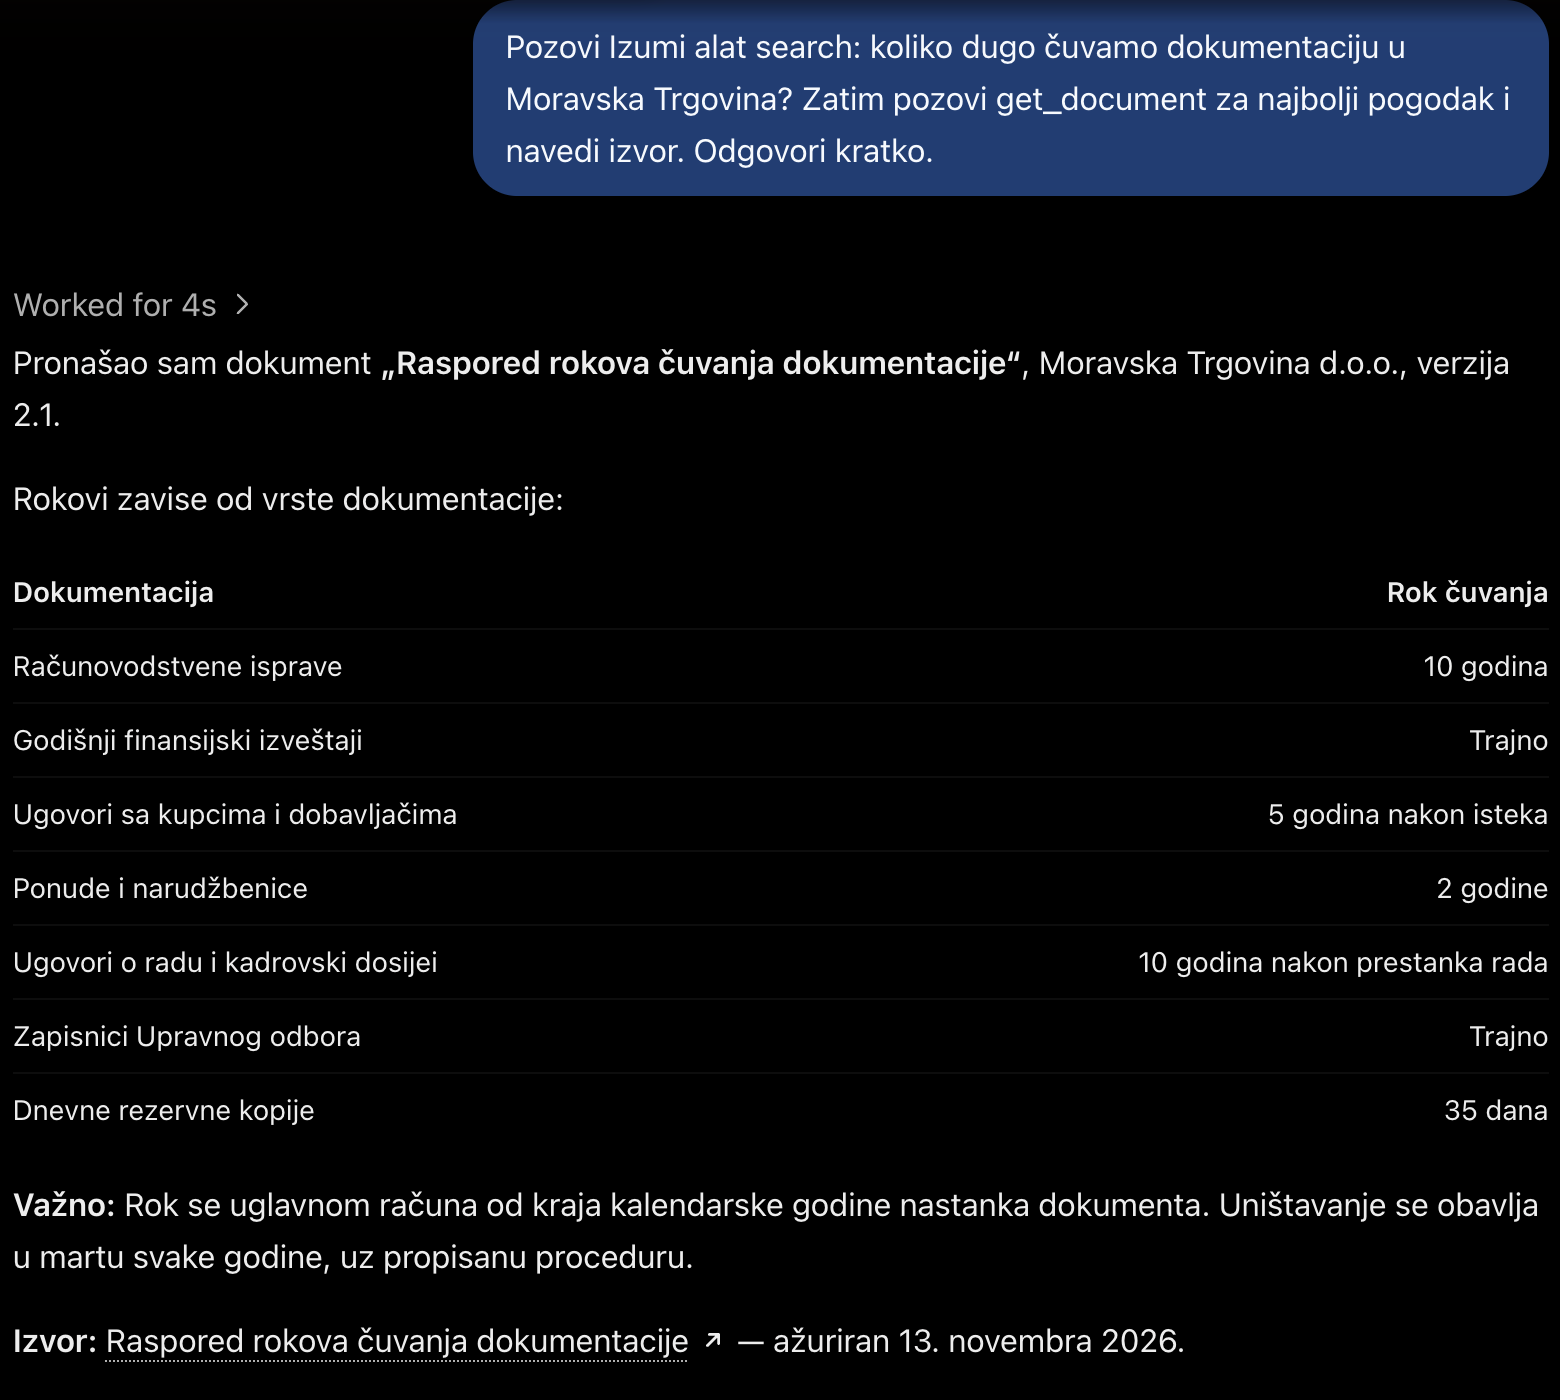 Pozovi Izumi alat search: koliko dugo čuvamo dokumentaciju u
Moravska Trgovina? Zatim pozovi get_document za najbolji pogodak i
navedi izvor. Odgovori kratko.
Worked for 4s >
Pronašao sam dokument „Raspored rokova čuvanja dokumentacije“, Moravska Trgovina d.o.o., verzija
2.1.
Rokovi zavise od vrste dokumentacije:
Dokumentacija Rok čuvanja
Računovodstvene isprave 10 godina
Godišnji finansijski izveštaji Trajno
Ugovori sa kupcima i dobavljačima 5 godina nakon isteka
Ponude i narudžbenice 2 godine
Ugovori o radu i kadrovski dosijei 10 godina nakon prestanka rada
Zapisnici Upravnog odbora Trajno
Dnevne rezervne kopije 35 dana
Važno: Rok se uglavnom računa od kraja kalendarske godine nastanka dokumenta. Uništavanje se obavlja
u martu svake godine, uz propisanu proceduru.
Izvor: Raspored rokova čuvanja dokumentacije ↗ — ažuriran 13. novembra 2026.